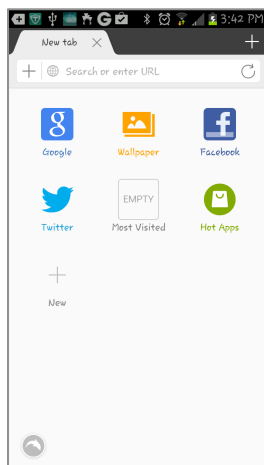 3:42 PM
New tab
Search or enter URL
Google Wallpaper Facebook
Twitter EMPTY Most Visited Hot Apps
New